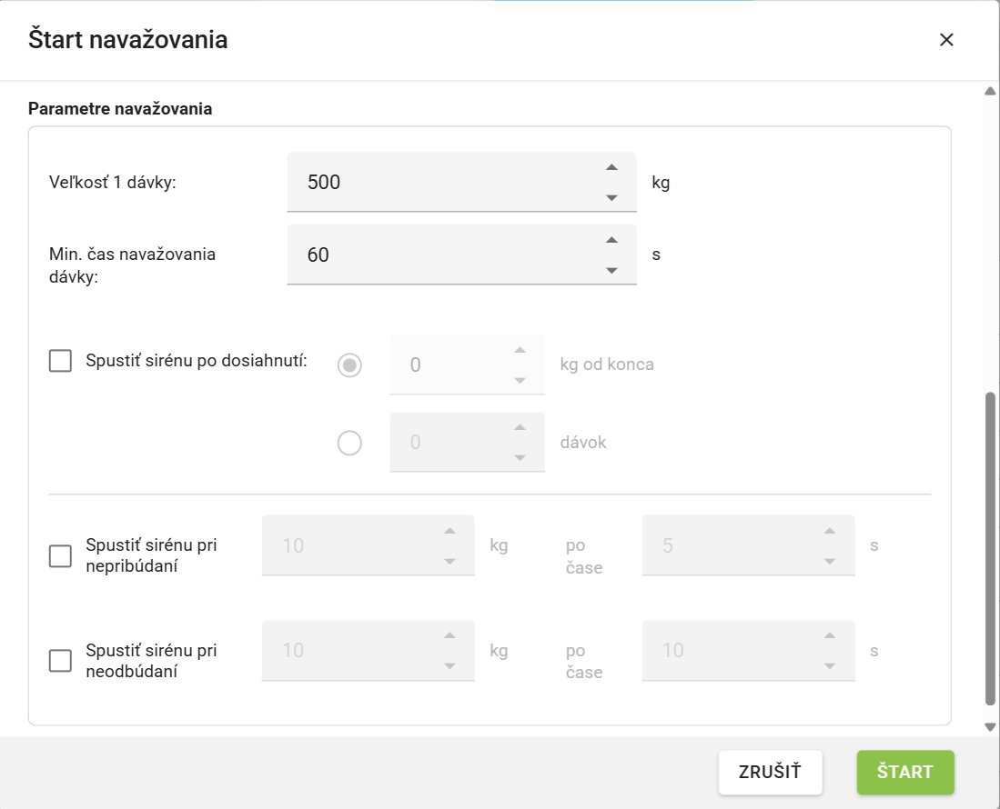 Štart navažovania
Parametre navažovania
Veľkosť 1 dávky: 500 kg
Min. čas navažovania
dávky: 60 s
Spustiť sirénu po dosiahnutí: 0 kg od konca
0 dávok
Spustiť sirénu pri
nepribúdaní 10 kg po
čase 5 s
Spustiť sirénu pri
neodbúdaní 10 kg po
čase 10 s
ZRUŠIŤ ŠTART